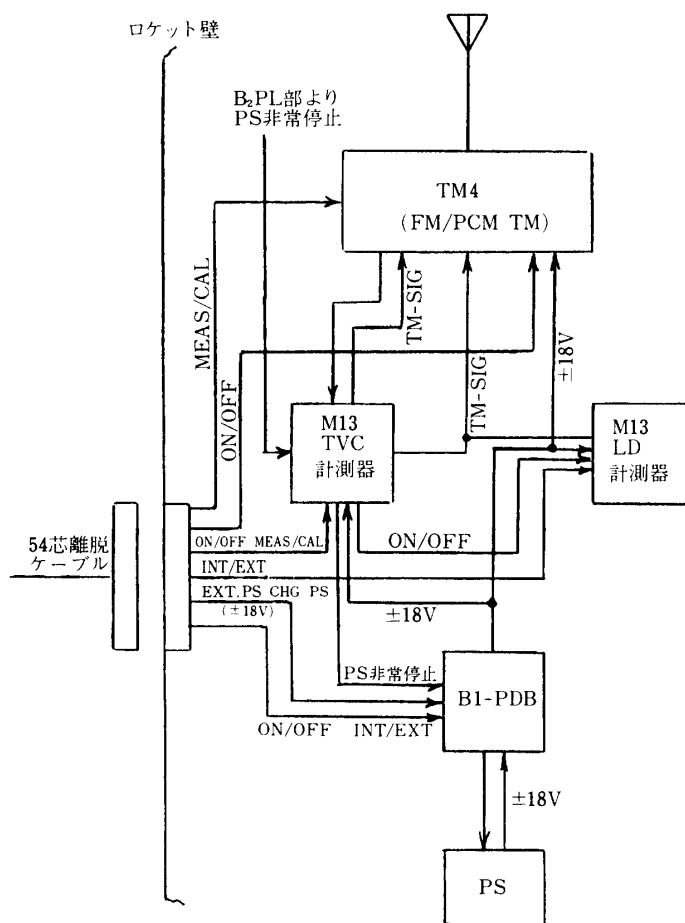 ロケット壁
B₂PL部より
PS非常停止
TM4
(FM/PCM TM)
MEAS/CAL
ON/OFF
TM-SIG
TM-SIG
±18V
M13
TVC
計測器
M13
LD
計測器
54芯離脱
ケーブル
ON/OFF MEAS/CAL
ON/OFF
INT/EXT
EXT.PS CHG PS
(±18V)
±18V
PS非常停止
B1-PDB
ON/OFF INT/EXT
±18V
PS